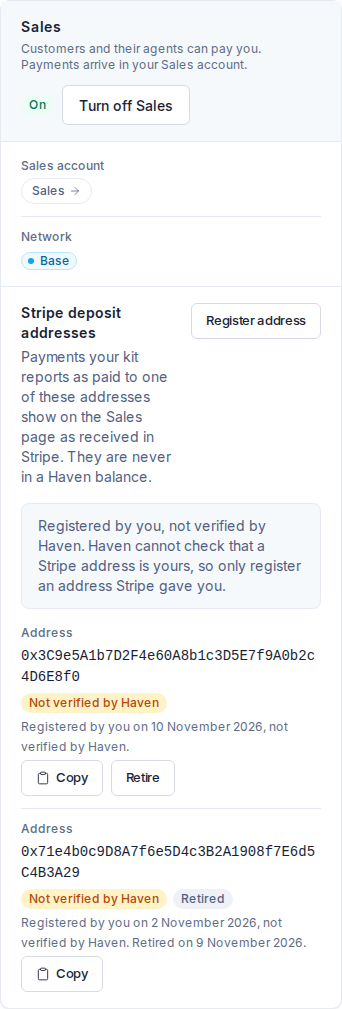 Sales
Customers and their agents can pay you.
Payments arrive in your Sales account.
On
Turn off Sales
Sales account
Sales →
Network
Base
Stripe deposit
addresses
Register address
Payments your kit
reports as paid to one
of these addresses
show on the Sales
page as received in
Stripe. They are never
in a Haven balance.
Registered by you, not verified by
Haven. Haven cannot check that a
Stripe address is yours, so only register
an address Stripe gave you.
Address
0x3C9e5A1b7D2F4e60A8b1c3D5E7f9A0b2c
4D6E8f0
Not verified by Haven
Registered by you on 10 November 2026, not
verified by Haven.
Copy
Retire
Address
0x71e4b0c9D8A7f6e5D4c3B2A1908f7E6d5
C4B3A29
Not verified by Haven
Retired
Registered by you on 2 November 2026, not
verified by Haven. Retired on 9 November 2026.
Copy